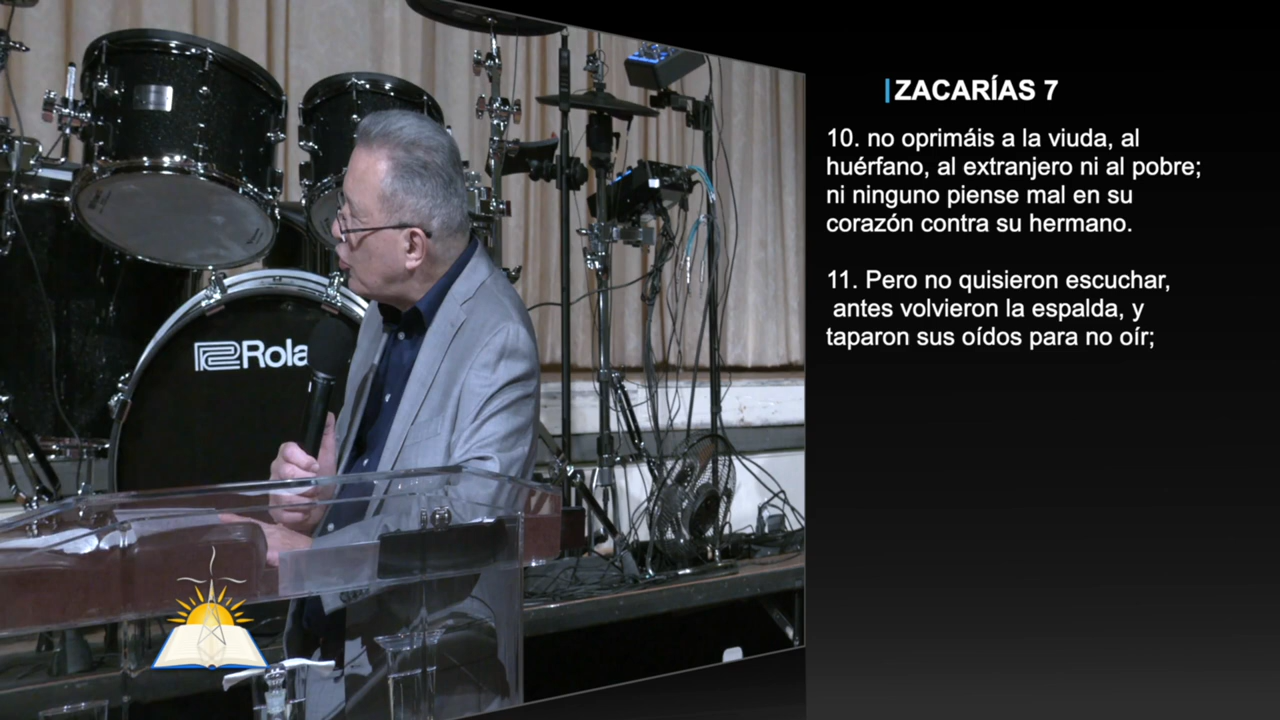 Rola
ZACARÍAS 7
10. no oprimáis a la viuda, al
huérfano, al extranjero ni al pobre;
ni ninguno piense mal en su
corazón contra su hermano.
11. Pero no quisieron escuchar,
antes volvieron la espalda, y
taparon sus oídos para no oír;